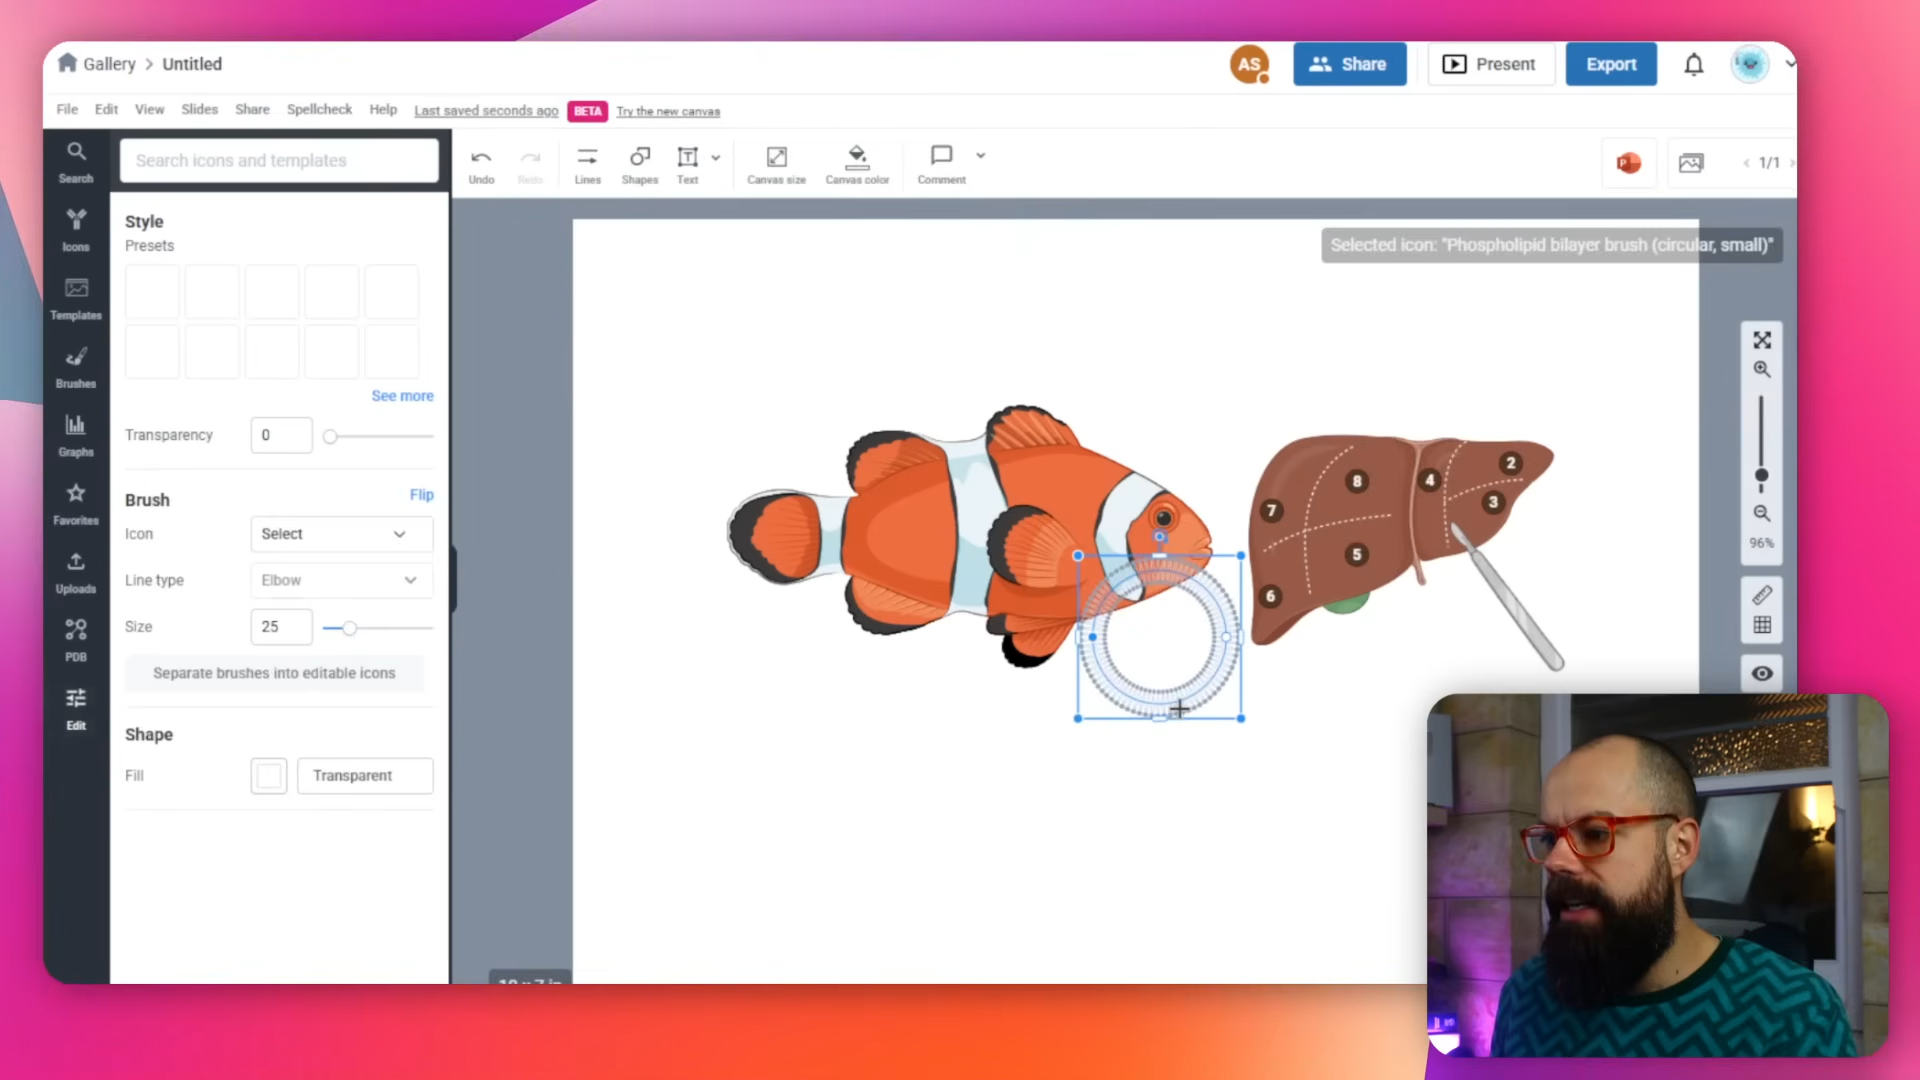 Gallery > Untitled
AS
Share
Present
Export
File Edit View Slides Share Spellcheck Help Last saved seconds ago BETA Try the new canvas
Search
Icons
Templates
Brushes
Graphs
Favorites
Uploads
PDB
Edit
Search icons and templates
Style
Presets
See more
Transparency 0
Brush Flip
Icon Select
Line type Elbow
Size 25
Separate brushes into editable icons
Shape
Fill Transparent
Undo Redo Lines Shapes Text Canvas size Canvas color Comment
P
< 1/1 >
Selected icon: "Phospholipid bilayer brush (circular, small)"
2
8
4
3
7
5
6
96%